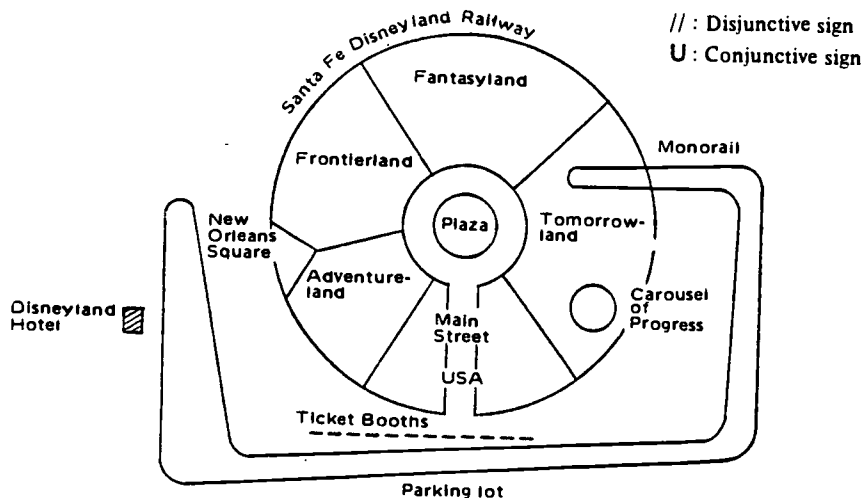 // : Disjunctive sign
U : Conjunctive sign
Santa Fe Disneyland Railway
Fantasyland
Monorail
Frontierland
New
Orleans
Square
Plaza
Tomorrow-
land
Adventure-
land
Disneyland
Hotel
Carousel
of
Progress
Main
Street
USA
Ticket Booths
Parking lot